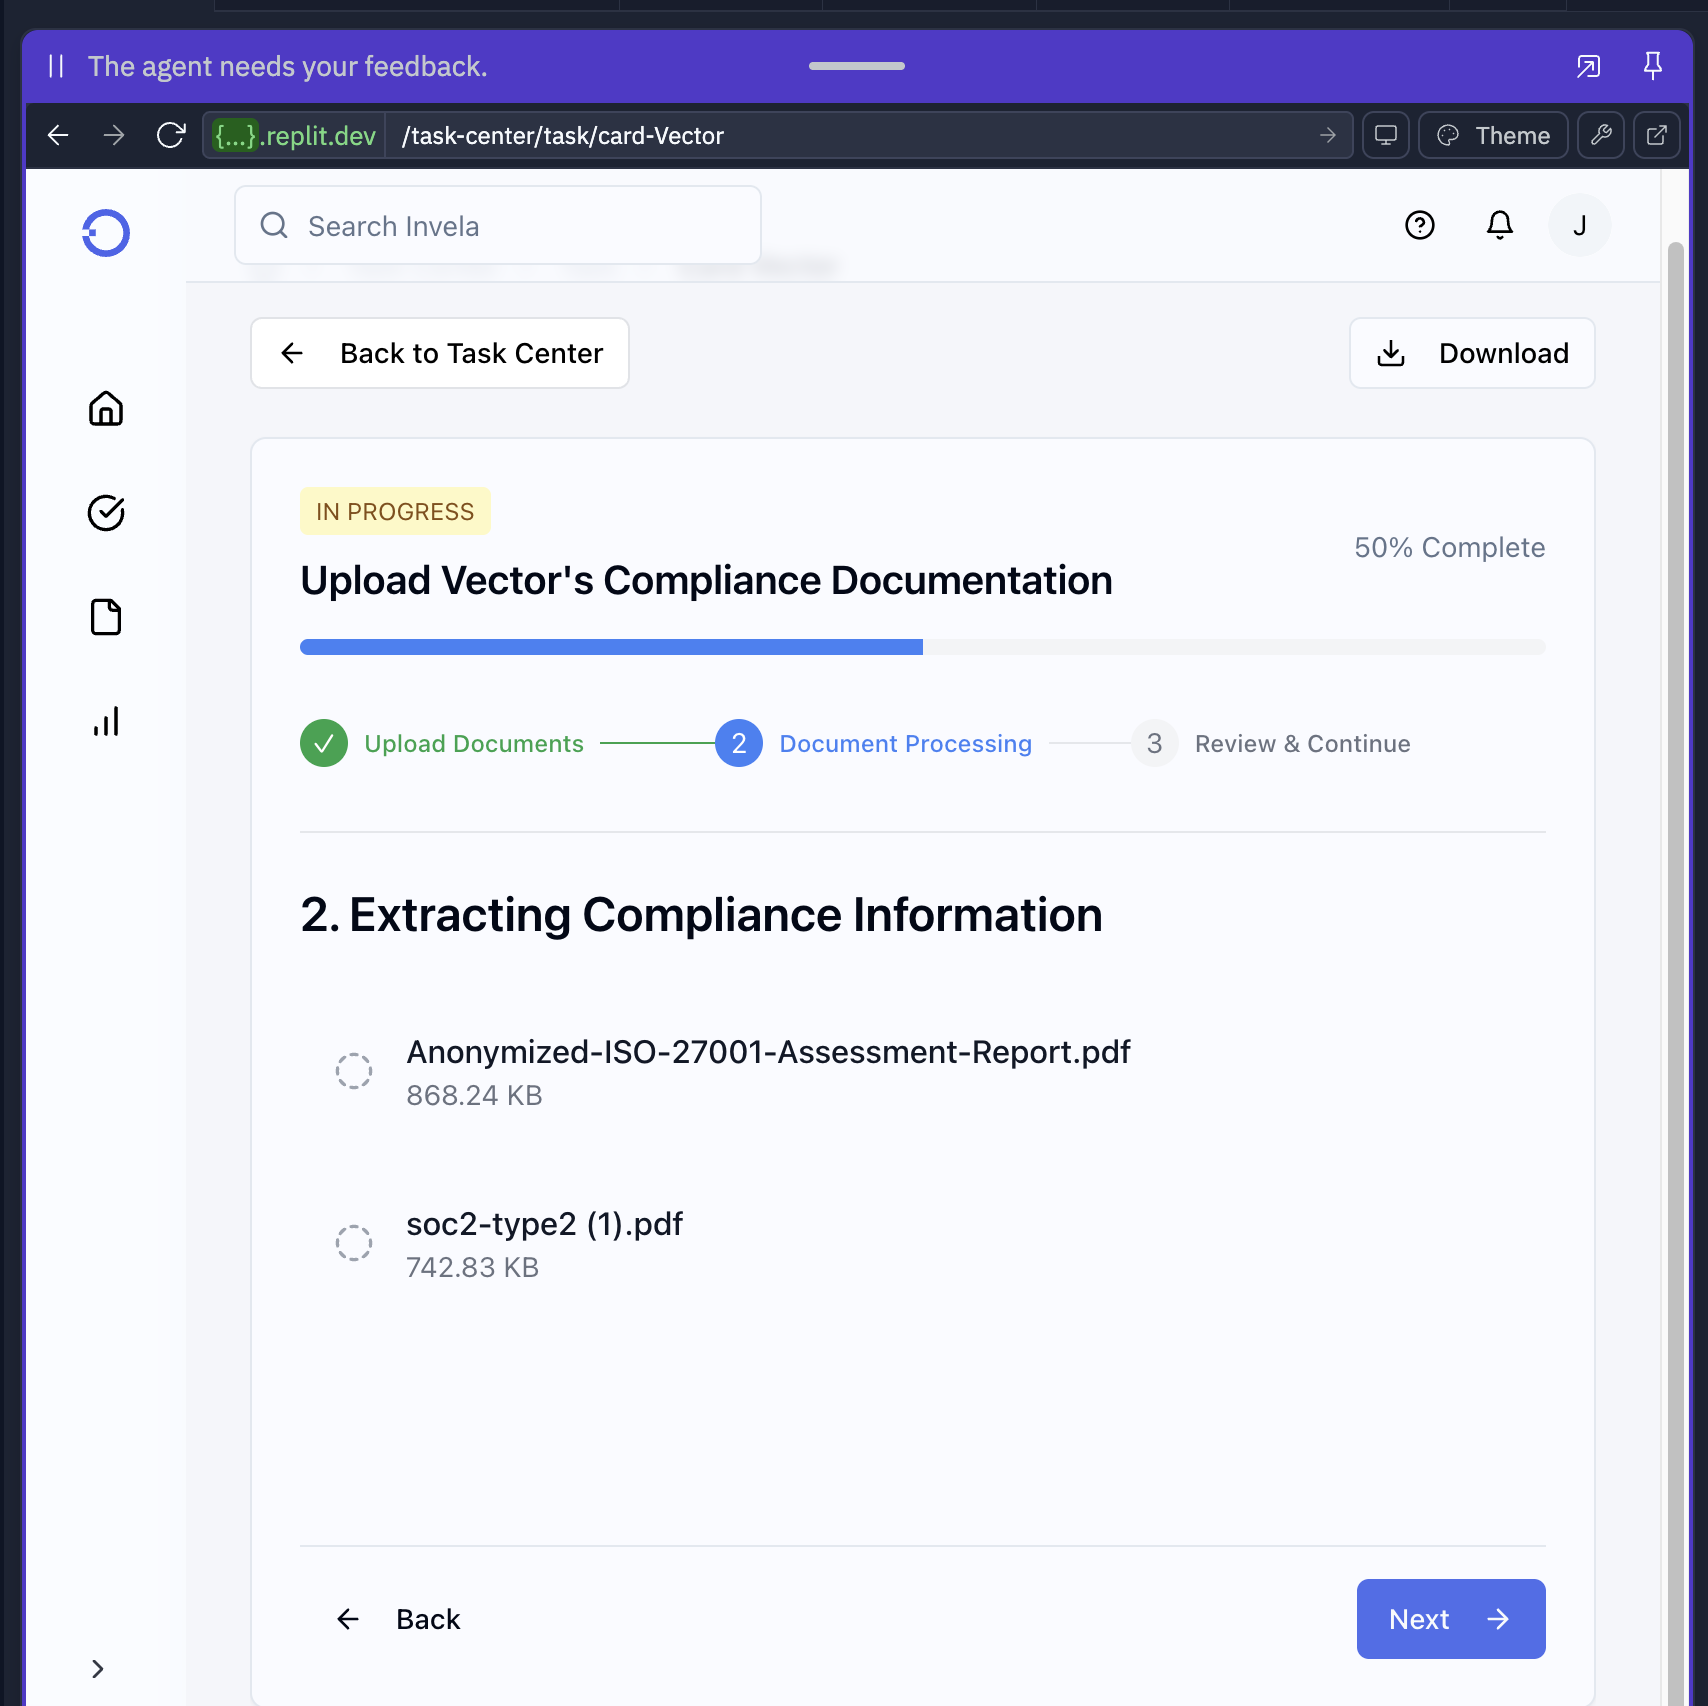 The agent needs your feedback.
{...}.replit.dev /task-center/task/card-Vector
Theme
Search Invela
J
Back to Task Center
Download
IN PROGRESS
50% Complete
Upload Vector's Compliance Documentation
Upload Documents
2 Document Processing
3 Review & Continue
2. Extracting Compliance Information
Anonymized-ISO-27001-Assessment-Report.pdf
868.24 KB
soc2-type2 (1).pdf
742.83 KB
Back
Next